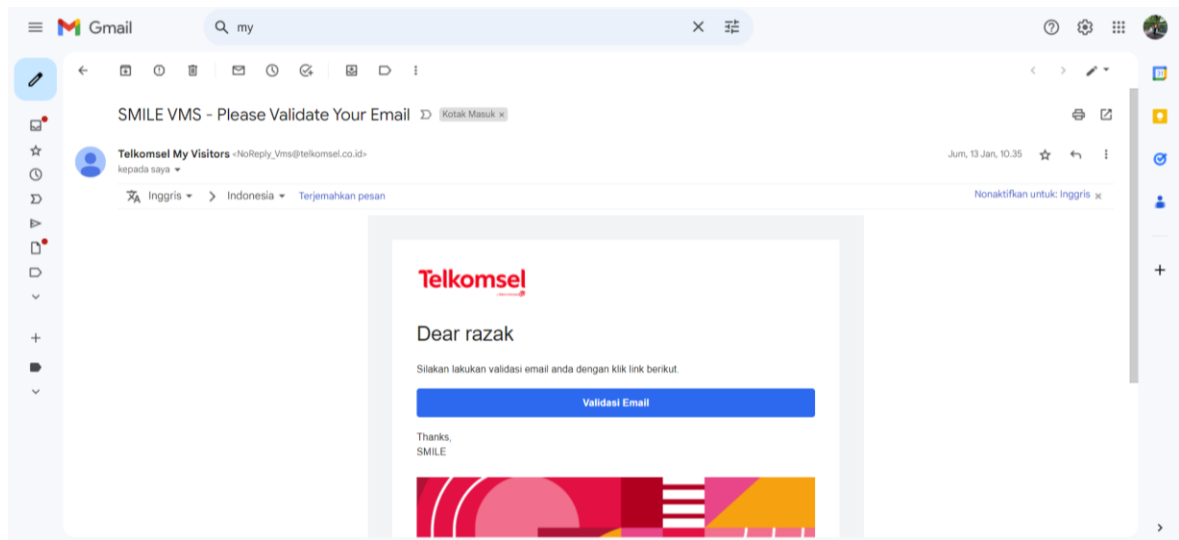 Gmail
my
SMILE VMS - Please Validate Your Email
Kotak Masuk ×
Telkomsel My Visitors <NoReply_Vms@telkomsel.co.id>
Jum, 13 Jan, 10.35
kepada saya
Inggris
Indonesia
Terjemahkan pesan
Nonaktifkan untuk: Inggris ×
Telkomsel
Dear razak
Silakan lakukan validasi email anda dengan klik link berikut.
Validasi Email
Thanks,
SMILE
31